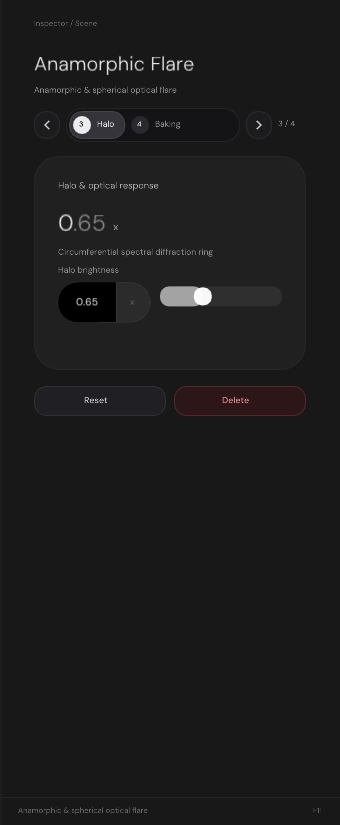 Inspector / Scene
Anamorphic Flare
Anamorphic & spherical optical flare
3 Halo 4 Baking 3 / 4
Halo & optical response
0.65 x
Circumferential spectral diffraction ring
Halo brightness
0.65 x
Reset Delete
Anamorphic & spherical optical flare